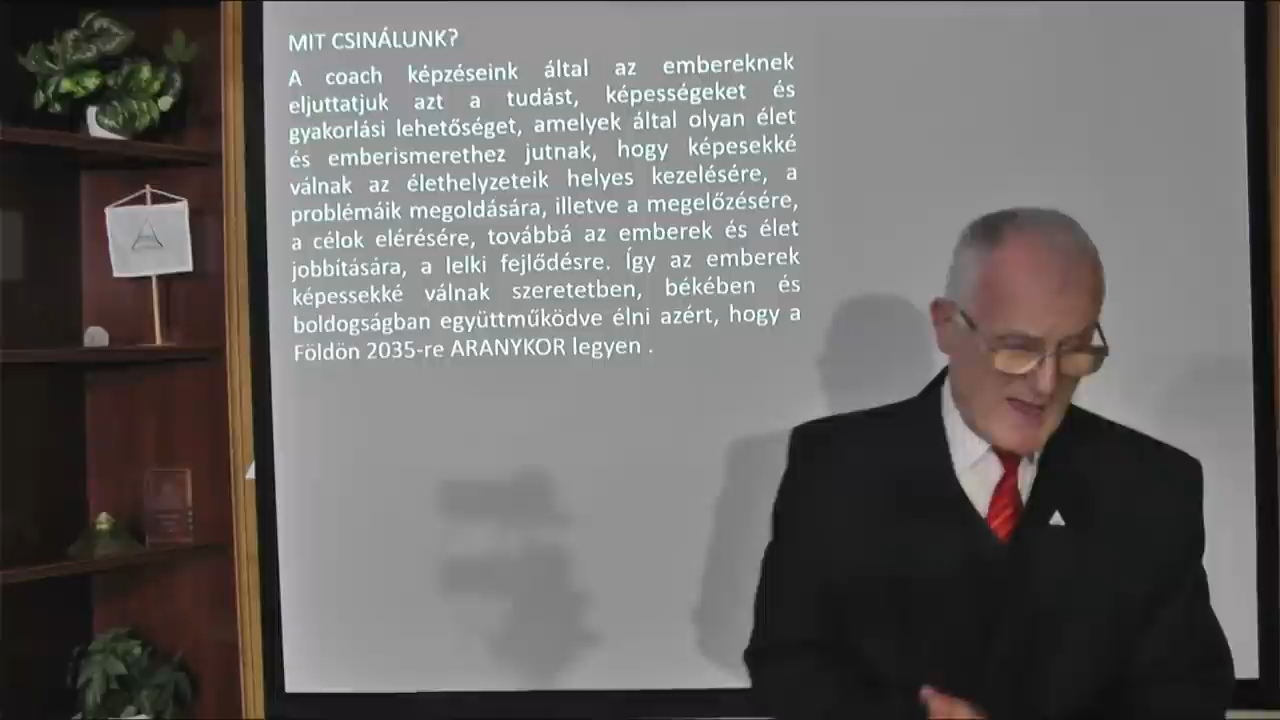 MIT CSINÁLUNK?
A coach képzéseink által az embereknek
eljuttatjuk azt a tudást, képességeket és
gyakorlási lehetőséget, amelyek által olyan élet
és emberismerethez jutnak, hogy képesekké
válnak az élethelyzeteik helyes kezelésére, a
problémáik megoldására, illetve a megelőzésére,
a célok elérésére, továbbá az emberek és élet
jobbítására, a lelki fejlődésre. Így az emberek
képessekké válnak szeretetben, békében és
boldogságban együttműködve élni azért, hogy a
Földön 2035-re ARANYKOR legyen .